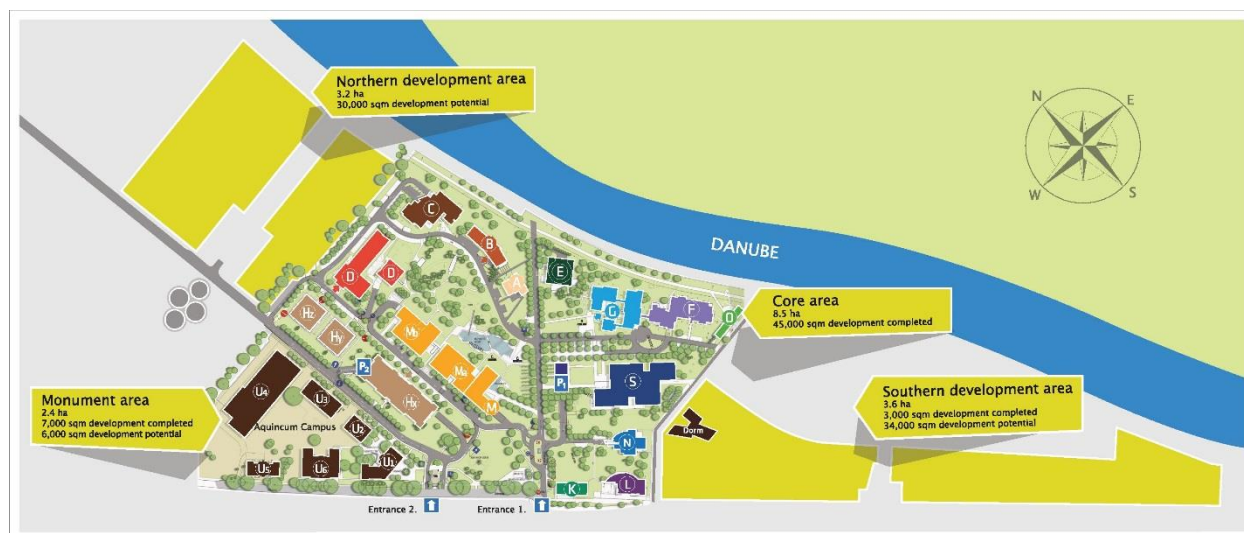 Northern development area
3.2 ha
30,000 sqm development potential
N E
W S
DANUBE
C
B
A
E
D
D
G
F
O
Core area
8.5 ha
45,000 sqm development completed
Hz
Hy
Mb
Ma
M
P2
Hx
P1
S
Southern development area
3.6 ha
3,000 sqm development completed
34,000 sqm development potential
Monument area
2.4 ha
7,000 sqm development completed
6,000 sqm development potential
U4
U3
Aquincum Campus
U2
U1
U5
U6
Dorm
N
K
L
Entrance 2.
Entrance 1.